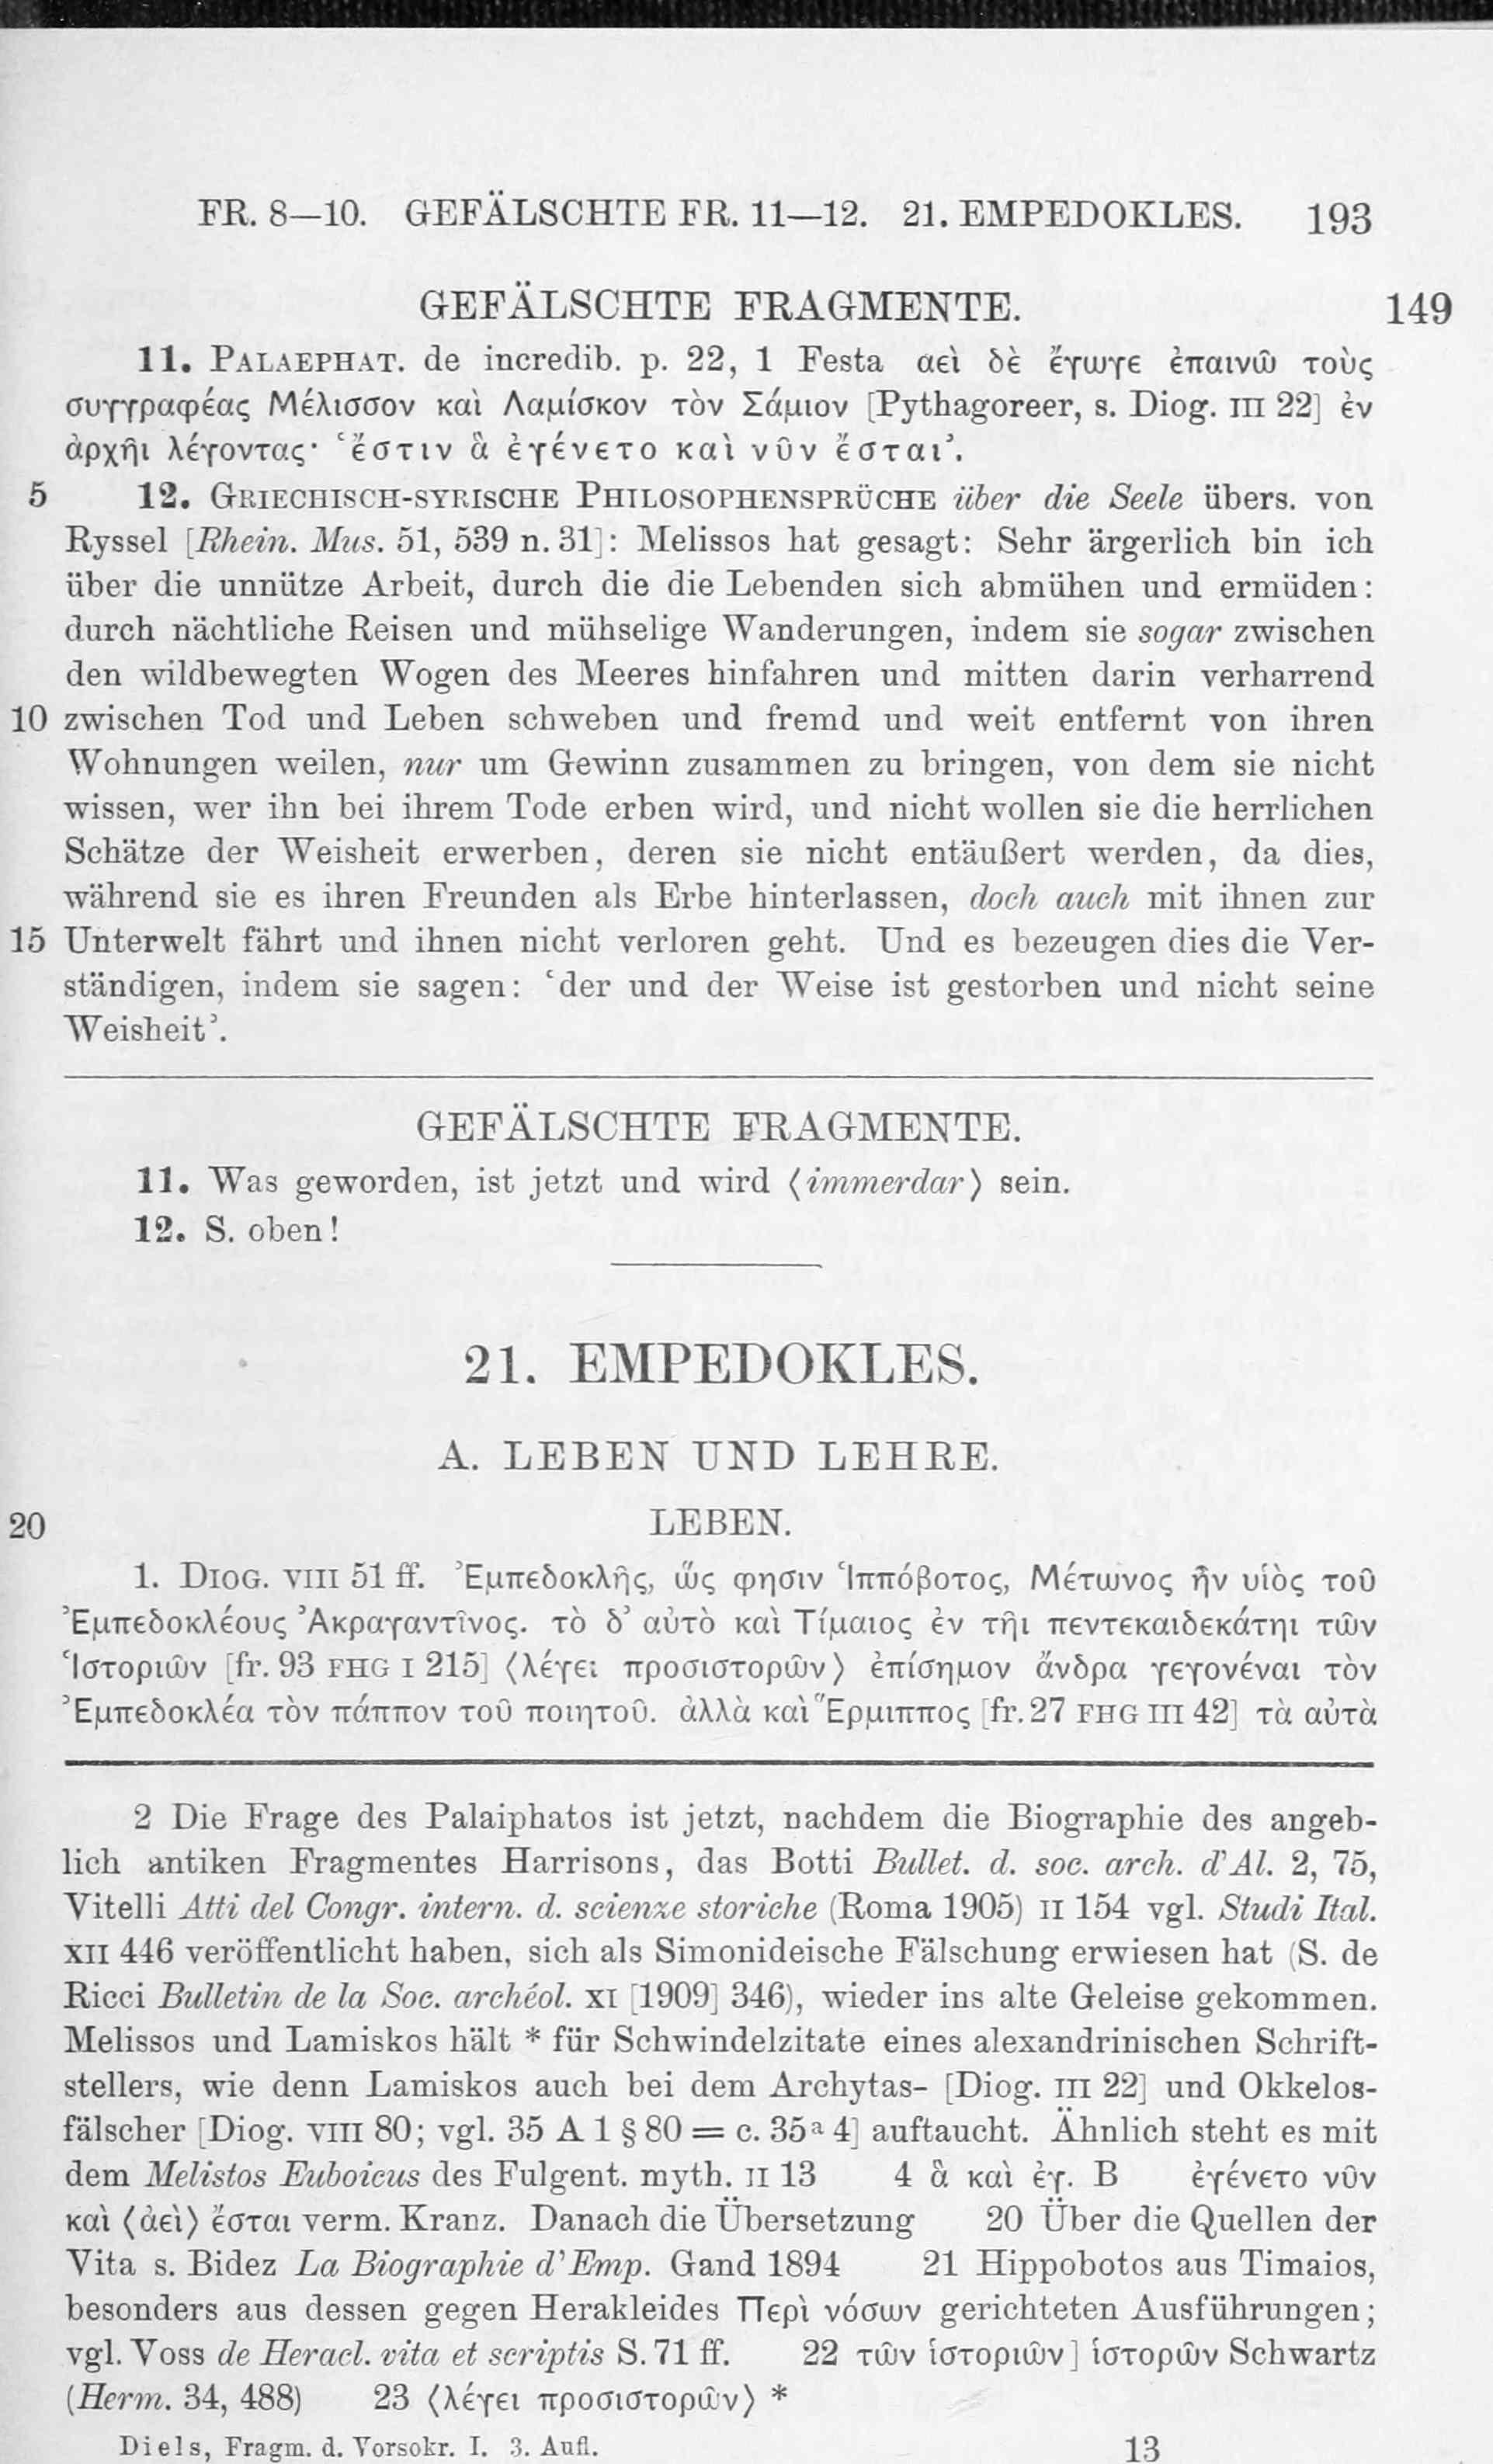 FR. 8—10. GEFÄLSCHTE FR. 11—12. 21. EMPEDOKLES. 193
GEFÄLSCHTE FRAGMENTE. 149
11. PALAEPHAT. de incredib. p. 22, 1 Festa αεὶ δὲ ἔγωγε ἐπαινῶ τοὺς
συγγραφέας Μέλισσον καὶ Λαμίσκον τὸν Σάμιον [Pythagoreer, s. Diog. III 22] ἐν
ἀρχῆι λέγοντας· ‘ἔστιν ἃ ἐγένετο καὶ νῦν ἔσται’.
5 12. GRIECHISCH-SYRISCHE PHILOSOPHENSPRÜCHE über die Seele übers. von
Ryssel [Rhein. Mus. 51, 539 n. 31]: Melissos hat gesagt: Sehr ärgerlich bin ich
über die unnütze Arbeit, durch die die Lebenden sich abmühen und ermüden:
durch nächtliche Reisen und mühselige Wanderungen, indem sie sogar zwischen
den wildbewegten Wogen des Meeres hinfahren und mitten darin verharrend
10 zwischen Tod und Leben schweben und fremd und weit entfernt von ihren
Wohnungen weilen, nur um Gewinn zusammen zu bringen, von dem sie nicht
wissen, wer ihn bei ihrem Tode erben wird, und nicht wollen sie die herrlichen
Schätze der Weisheit erwerben, deren sie nicht entäußert werden, da dies,
während sie es ihren Freunden als Erbe hinterlassen, doch auch mit ihnen zur
15 Unterwelt fährt und ihnen nicht verloren geht. Und es bezeugen dies die Ver-
ständigen, indem sie sagen: ‘der und der Weise ist gestorben und nicht seine
Weisheit’.
GEFÄLSCHTE FRAGMENTE.
11. Was geworden, ist jetzt und wird ⟨immerdar⟩ sein.
12. S. oben!
21. EMPEDOKLES.
A. LEBEN UND LEHRE.
20 LEBEN.
1. DIOG. VIII 51 ff. Ἐμπεδοκλῆς, ὥς φησιν Ἱππόβοτος, Μέτωνος ἦν υἱὸς τοῦ
Ἐμπεδοκλέους Ἀκραγαντῖνος. τὸ δ’ αὐτὸ καὶ Τίμαιος ἐν τῆι πεντεκαιδεκάτηι τῶν
Ἱστοριῶν [fr. 93 FHG I 215] ⟨λέγει προσιστορῶν⟩ ἐπίσημον ἄνδρα γεγονέναι τὸν
Ἐμπεδοκλέα τὸν πάππον τοῦ ποιητοῦ. ἀλλὰ καὶ Ἕρμιππος [fr. 27 FHG III 42] τὰ αὐτὰ
2 Die Frage des Palaiphatos ist jetzt, nachdem die Biographie des angeb-
lich antiken Fragmentes Harrisons, das Botti Bullet. d. soc. arch. d'Al. 2, 75,
Vitelli Atti del Congr. intern. d. scienze storiche (Roma 1905) II 154 vgl. Studi Ital.
XII 446 veröffentlicht haben, sich als Simonideische Fälschung erwiesen hat (S. de
Ricci Bulletin de la Soc. archéol. XI [1909] 346), wieder ins alte Geleise gekommen.
Melissos und Lamiskos hält * für Schwindelzitate eines alexandrinischen Schrift-
stellers, wie denn Lamiskos auch bei dem Archytas- [Diog. III 22] und Okkelos-
fälscher [Diog. VIII 80; vgl. 35 A 1 § 80 = c. 35ᵃ 4] auftaucht. Ähnlich steht es mit
dem Melistos Euboicus des Fulgent. myth. II 13 4 ἃ καὶ ἐγ. B ἐγένετο νῦν
καὶ ⟨ἀεὶ⟩ ἔσται verm. Kranz. Danach die Übersetzung 20 Über die Quellen der
Vita s. Bidez La Biographie d'Emp. Gand 1894 21 Hippobotos aus Timaios,
besonders aus dessen gegen Herakleides Περὶ νόσων gerichteten Ausführungen;
vgl. Voss de Heracl. vita et scriptis S. 71 ff. 22 τῶν ἱστοριῶν] ἱστορῶν Schwartz
(Herm. 34, 488) 23 ⟨λέγει προσιστορῶν⟩ *
Diels, Fragm. d. Vorsokr. I. 3. Aufl. 13